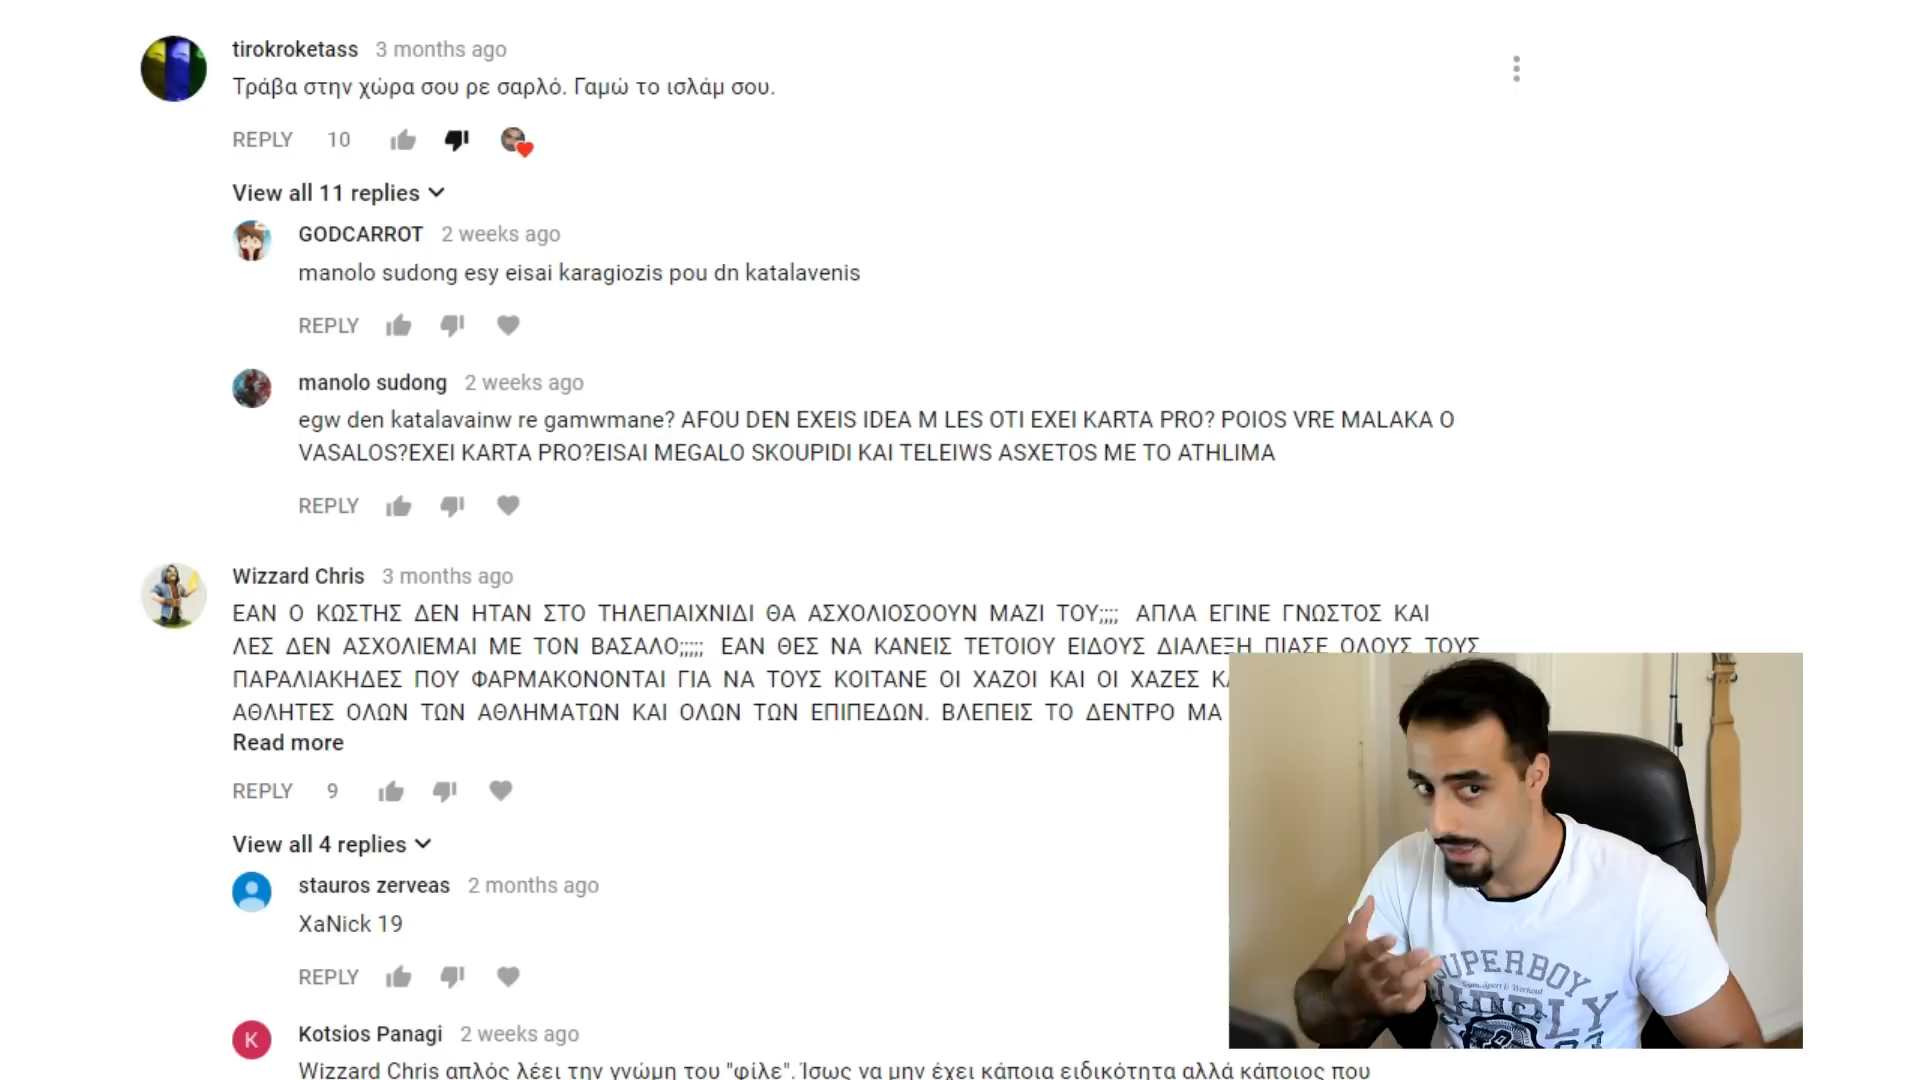 tirokroketass 3 months ago
Τράβα στην χώρα σου ρε σαρλό. Γαμώ το ισλάμ σου.
REPLY 10
View all 11 replies
GODCARROT 2 weeks ago
manolo sudong esy eisai karagiozis pou dn katalavenis
REPLY
manolo sudong 2 weeks ago
egw den katalavainw re gamwmane? AFOU DEN EXEIS IDEA M LES OTI EXEI KARTA PRO? POIOS VRE MALAKA O
VASALOS?EXEI KARTA PRO?EISAI MEGALO SKOUPIDI KAI TELEIWS ASXETOS ME TO ATHLIMA
REPLY
Wizzard Chris 3 months ago
ΕΑΝ Ο ΚΩΣΤΗΣ ΔΕΝ ΗΤΑΝ ΣΤΟ ΤΗΛΕΠΑΙΧΝΙΔΙ ΘΑ ΑΣΧΟΛΙΟΣΟΟΥΝ ΜΑΖΙ ΤΟΥ;;;; ΑΠΛΑ ΕΓΙΝΕ ΓΝΩΣΤΟΣ ΚΑΙ
ΛΕΣ ΔΕΝ ΑΣΧΟΛΙΕΜΑΙ ΜΕ ΤΟΝ ΒΑΣΑΛΟ;;;;; ΕΑΝ ΘΕΣ ΝΑ ΚΑΝΕΙΣ ΤΕΤΟΙΟΥ ΕΙΔΟΥΣ ΔΙΑΛΕΞΗ ΠΙΑΣΕ ΟΛΟΥΣ ΤΟΥΣ
ΠΑΡΑΛΙΑΚΗΔΕΣ ΠΟΥ ΦΑΡΜΑΚΟΝΟΝΤΑΙ ΓΙΑ ΝΑ ΤΟΥΣ ΚΟΙΤΑΝΕ ΟΙ ΧΑΖΟΙ ΚΑΙ ΟΙ ΧΑΖΕΣ
ΑΘΛΗΤΕΣ ΟΛΩΝ ΤΩΝ ΑΘΛΗΜΑΤΩΝ ΚΑΙ ΟΛΩΝ ΤΩΝ ΕΠΙΠΕΔΩΝ. ΒΛΕΠΕΙΣ ΤΟ ΔΕΝΤΡΟ ΜΑ
Read more
REPLY 9
View all 4 replies
stauros zerveas 2 months ago
XaNick 19
REPLY
K
Kotsios Panagi 2 weeks ago
Wizzard Chris απλός λέει την γνώμη του "φίλε". Ίσως να μην έχει κάποια ειδικότητα αλλά κάποιος που
SUPERBOY
Gym, Sport & Workout